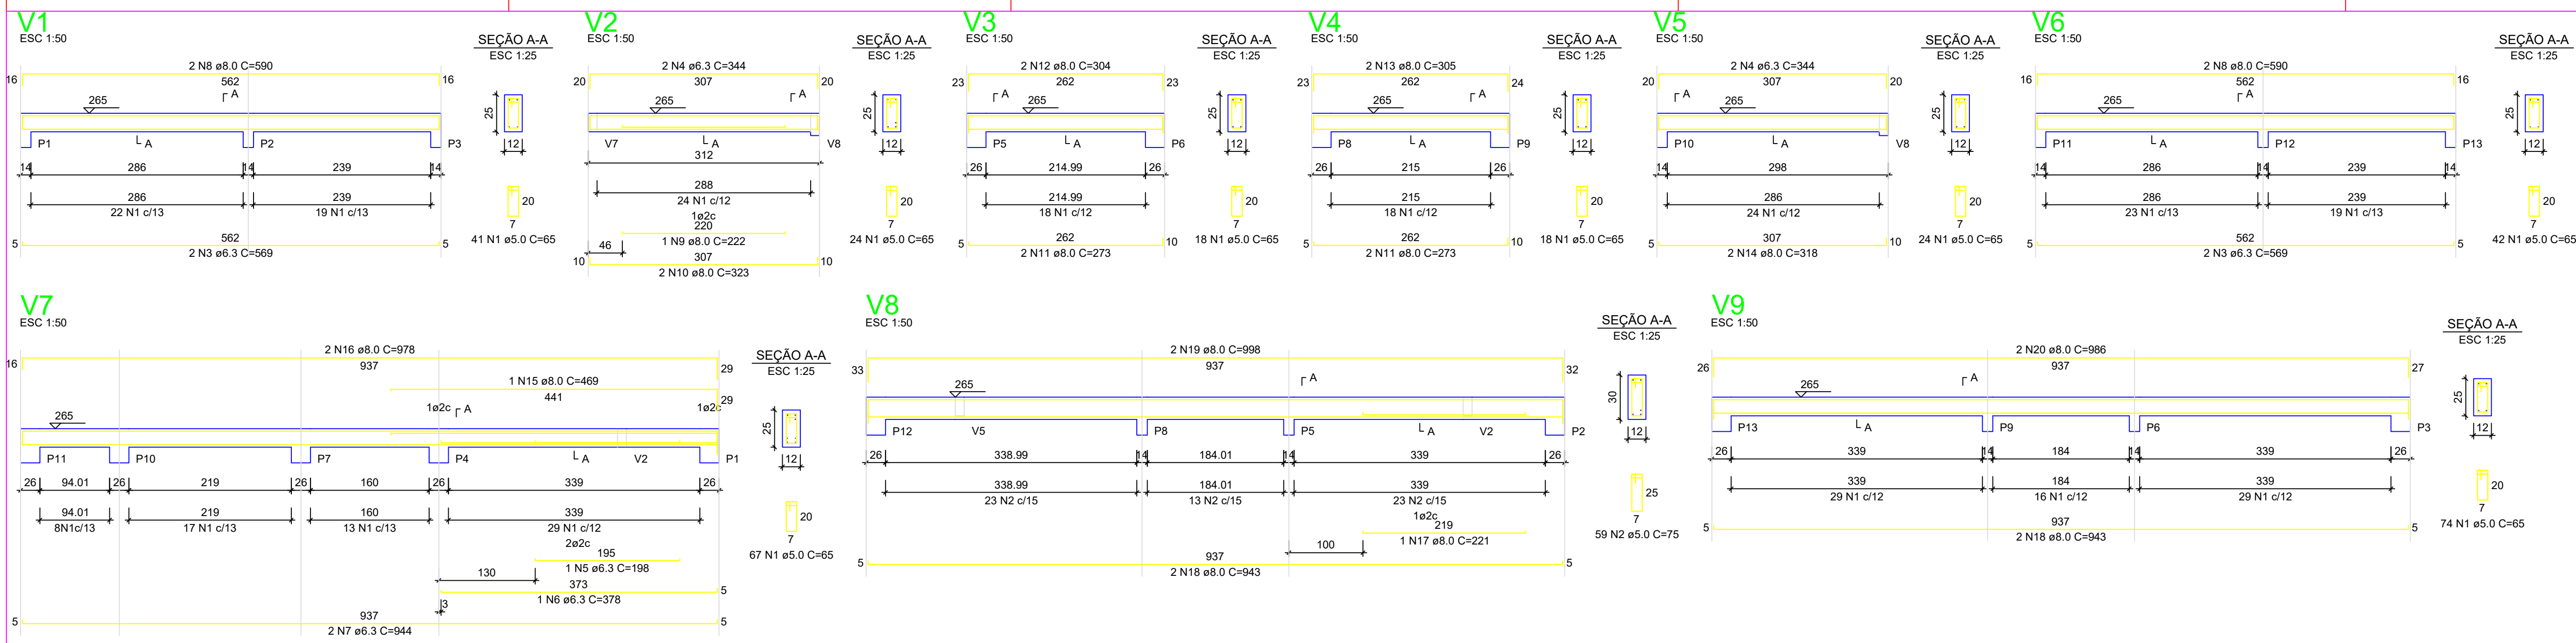 V1
ESC 1:50
SEÇÃO A-A
ESC 1:25
2 N8 ø8.0 C=590
16 562 16
A
265
25
P1 A P2 P3
12
14 286 14 239 14
286 239
22 N1 c/13 19 N1 c/13
20
7
41 N1 ø5.0 C=65
5 562 5
2 N3 ø6.3 C=569
V2
ESC 1:50
SEÇÃO A-A
ESC 1:25
2 N4 ø6.3 C=344
20 307 20
A
265
25
V7 A V8
12
312
288
24 N1 c/12
20
7
24 N1 ø5.0 C=65
1ø2c
220
1 N9 ø8.0 C=222
46
10 307 10
2 N10 ø8.0 C=323
V3
ESC 1:50
SEÇÃO A-A
ESC 1:25
2 N12 ø8.0 C=304
23 262 23
A
265
25
P5 A P6
12
26 214.99 26
214.99
18 N1 c/12
20
7
18 N1 ø5.0 C=65
5 262 10
2 N11 ø8.0 C=273
V4
ESC 1:50
SEÇÃO A-A
ESC 1:25
2 N13 ø8.0 C=305
23 262 24
A
265
25
P8 A P9
12
26 215 26
215
18 N1 c/12
20
7
18 N1 ø5.0 C=65
5 262 10
2 N11 ø8.0 C=273
V5
ESC 1:50
SEÇÃO A-A
ESC 1:25
2 N4 ø6.3 C=344
20 307 20
A
265
25
P10 A V8
12
14 298
286
24 N1 c/12
20
7
24 N1 ø5.0 C=65
5 307 10
2 N14 ø8.0 C=318
V6
ESC 1:50
SEÇÃO A-A
ESC 1:25
2 N8 ø8.0 C=590
16 562 16
A
265
25
P11 A P12 P13
12
14 286 14 239 14
286 239
23 N1 c/13 19 N1 c/13
20
7
42 N1 ø5.0 C=65
5 562 5
2 N3 ø6.3 C=569
V7
ESC 1:50
SEÇÃO A-A
ESC 1:25
2 N16 ø8.0 C=978
16 937 29
1 N15 ø8.0 C=469
441 29
1ø2c A 1ø2c
265
25
P11 P10 P7 P4 A V2 P1
12
26 94.01 26 219 26 160 26 339 26
94.01 219 160 339
8N1c/13 17 N1 c/13 13 N1 c/13 29 N1 c/12
20
7
67 N1 ø5.0 C=65
2ø2c
195
1 N5 ø6.3 C=198
130
373 5
1 N6 ø6.3 C=378
3
5 937 5
2 N7 ø6.3 C=944
V8
ESC 1:50
SEÇÃO A-A
ESC 1:25
2 N19 ø8.0 C=998
33 937 32
A
265
30
P12 V5 P8 P5 A V2 P2
12
26 338.99 14 184.01 14 339 26
338.99 184.01 339
23 N2 c/15 13 N2 c/15 23 N2 c/15
25
7
59 N2 ø5.0 C=75
1ø2c
219
1 N17 ø8.0 C=221
100
5 937 5
2 N18 ø8.0 C=943
V9
ESC 1:50
SEÇÃO A-A
ESC 1:25
2 N20 ø8.0 C=986
26 937 27
A
265
25
P13 A P9 P6 P3
12
26 339 14 184 14 339 26
339 184 339
29 N1 c/12 16 N1 c/12 29 N1 c/12
20
7
74 N1 ø5.0 C=65
5 937 5
2 N18 ø8.0 C=943